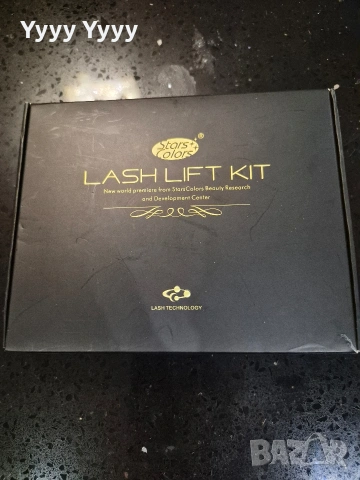 Yyyy Yyyy
Stars
Colors
®
LASH LIFT KIT
New world premiere from StarsColors Beauty Research
and Development Center
LASH TECHNOLOGY
BAZAR